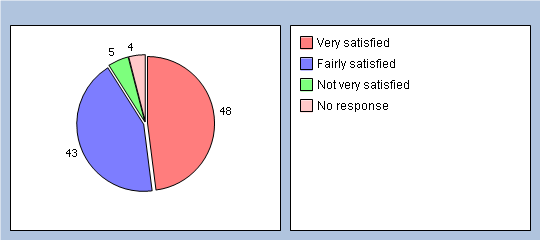 4
5
48
43
Very satisfied
Fairly satisfied
Not very satisfied
No response